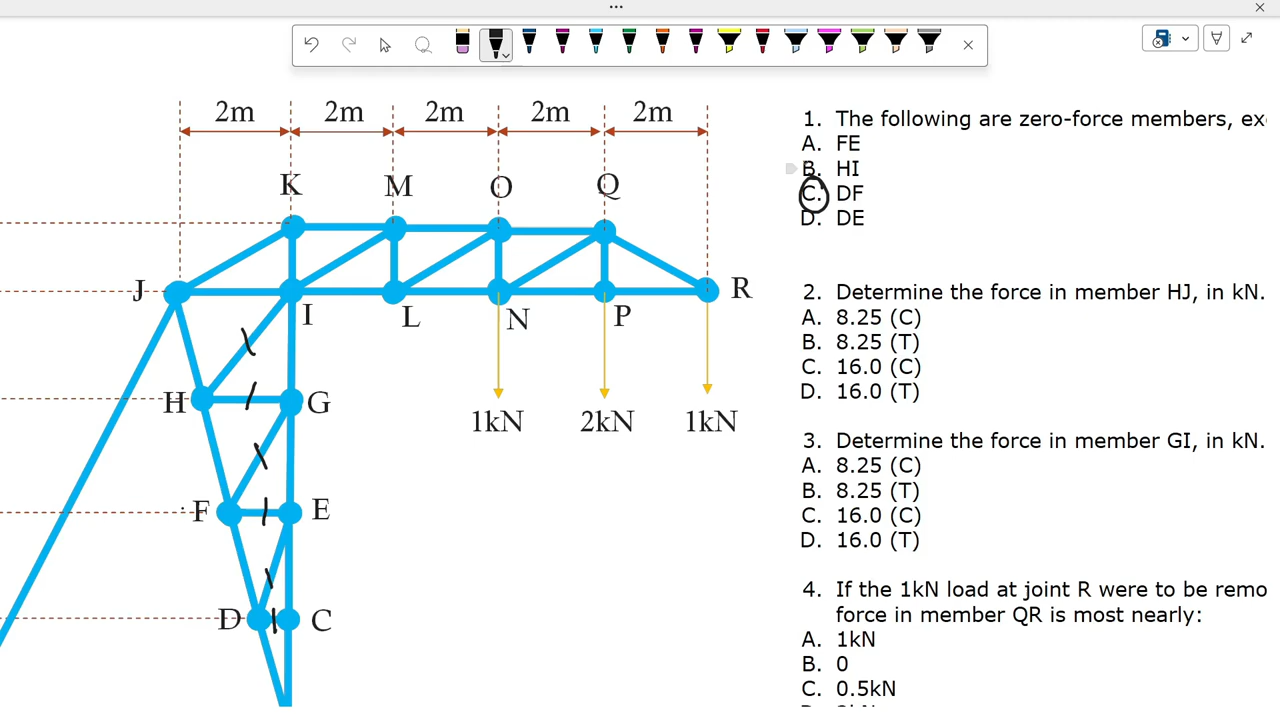 2m 2m 2m 2m 2m
K M O Q
J I L N P R
H G
1kN 2kN 1kN
F E
D C
1. The following are zero-force members,
A. FE
B. HI
C. DF
D. DE
2. Determine the force in member HJ, in kN.
A. 8.25 (C)
B. 8.25 (T)
C. 16.0 (C)
D. 16.0 (T)
3. Determine the force in member GI, in kN.
A. 8.25 (C)
B. 8.25 (T)
C. 16.0 (C)
D. 16.0 (T)
4. If the 1kN load at joint R were to be remo
force in member QR is most nearly:
A. 1kN
B. 0
C. 0.5kN